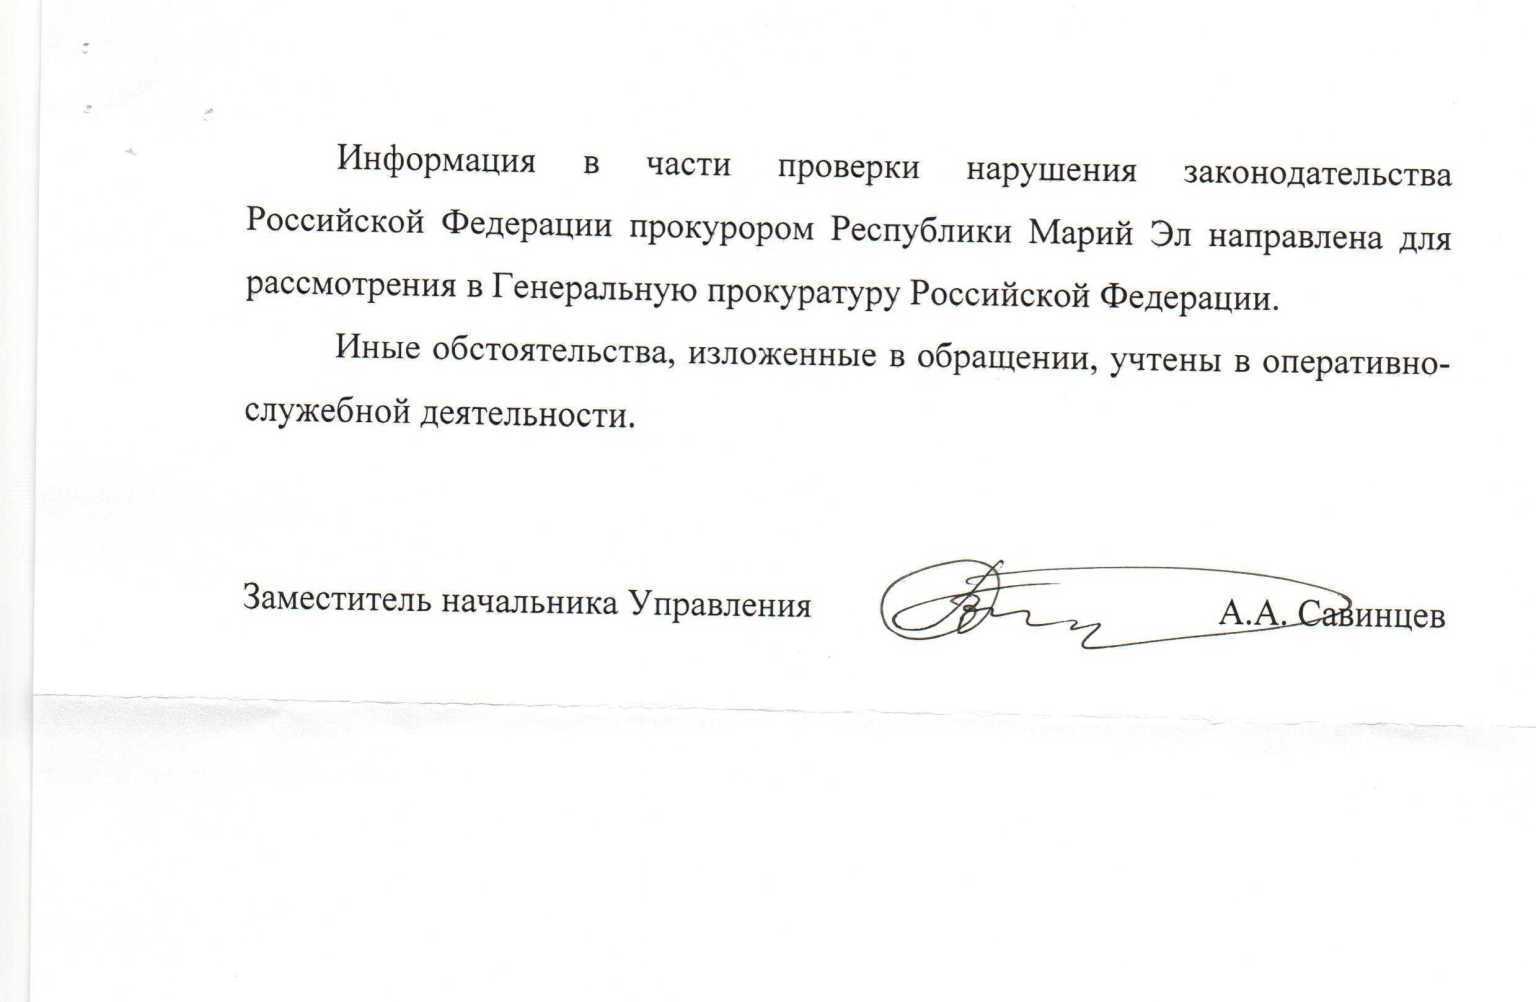 Информация в части проверки нарушения законодательства
Российской Федерации прокурором Республики Марий Эл направлена для
рассмотрения в Генеральную прокуратуру Российской Федерации.
Иные обстоятельства, изложенные в обращении, учтены в оперативно-
служебной деятельности.
Заместитель начальника Управления А.А. Савинцев